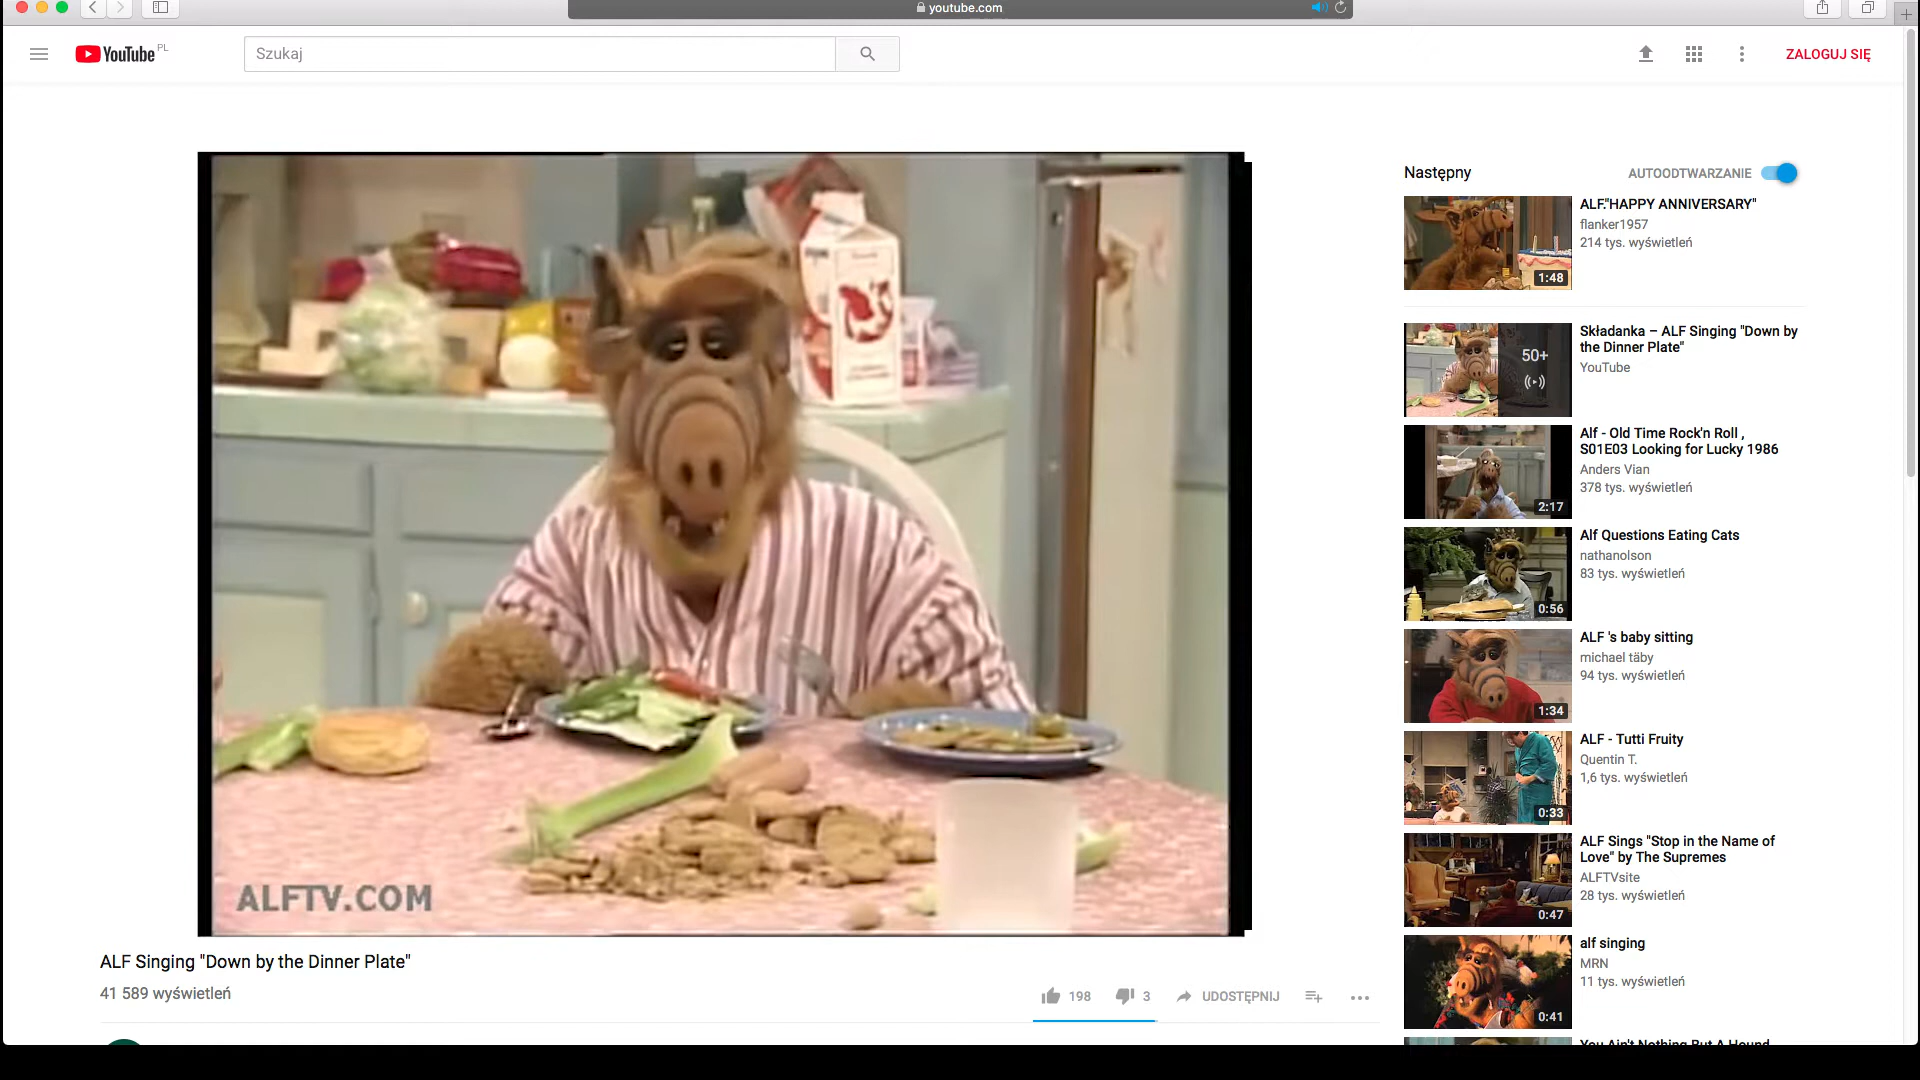 youtube.com
YouTube PL
Szukaj
ZALOGUJ SIĘ
ALFTV.COM
ALF Singing "Down by the Dinner Plate"
41 589 wyświetleń
198
3
UDOSTĘPNIJ
Następny
AUTOODTWARZANIE
1:48
ALF."HAPPY ANNIVERSARY"
flanker1957
214 tys. wyświetleń
50+
Składanka – ALF Singing "Down by
the Dinner Plate"
YouTube
2:17
Alf - Old Time Rock'n Roll ,
S01E03 Looking for Lucky 1986
Anders Vian
378 tys. wyświetleń
0:56
Alf Questions Eating Cats
nathanolson
83 tys. wyświetleń
1:34
ALF 's baby sitting
michael täby
94 tys. wyświetleń
0:33
ALF - Tutti Fruity
Quentin T.
1,6 tys. wyświetleń
0:47
ALF Sings "Stop in the Name of
Love" by The Supremes
ALFTVsite
28 tys. wyświetleń
0:41
alf singing
MRN
11 tys. wyświetleń
You Ain't Nothing But A Hound